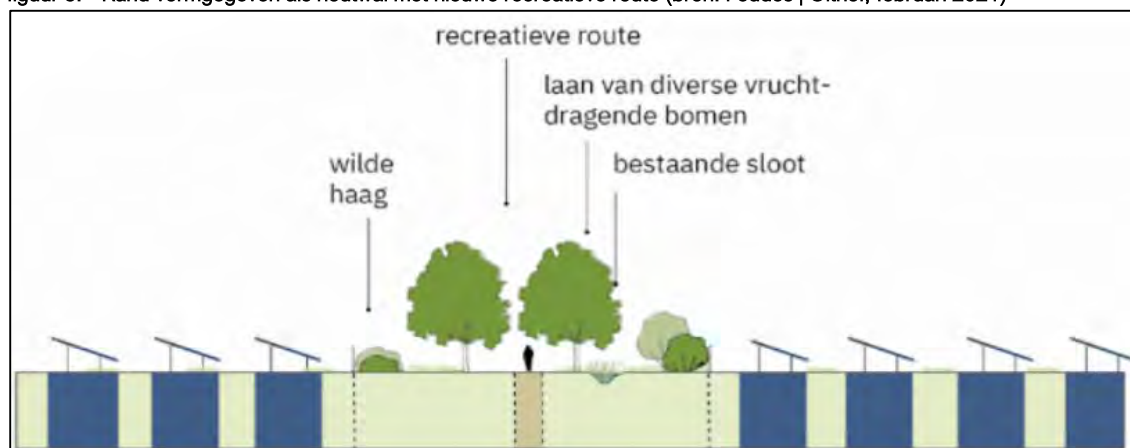 recreatieve route
laan van diverse vrucht-
dragende bomen
bestaande sloot
wilde
haag